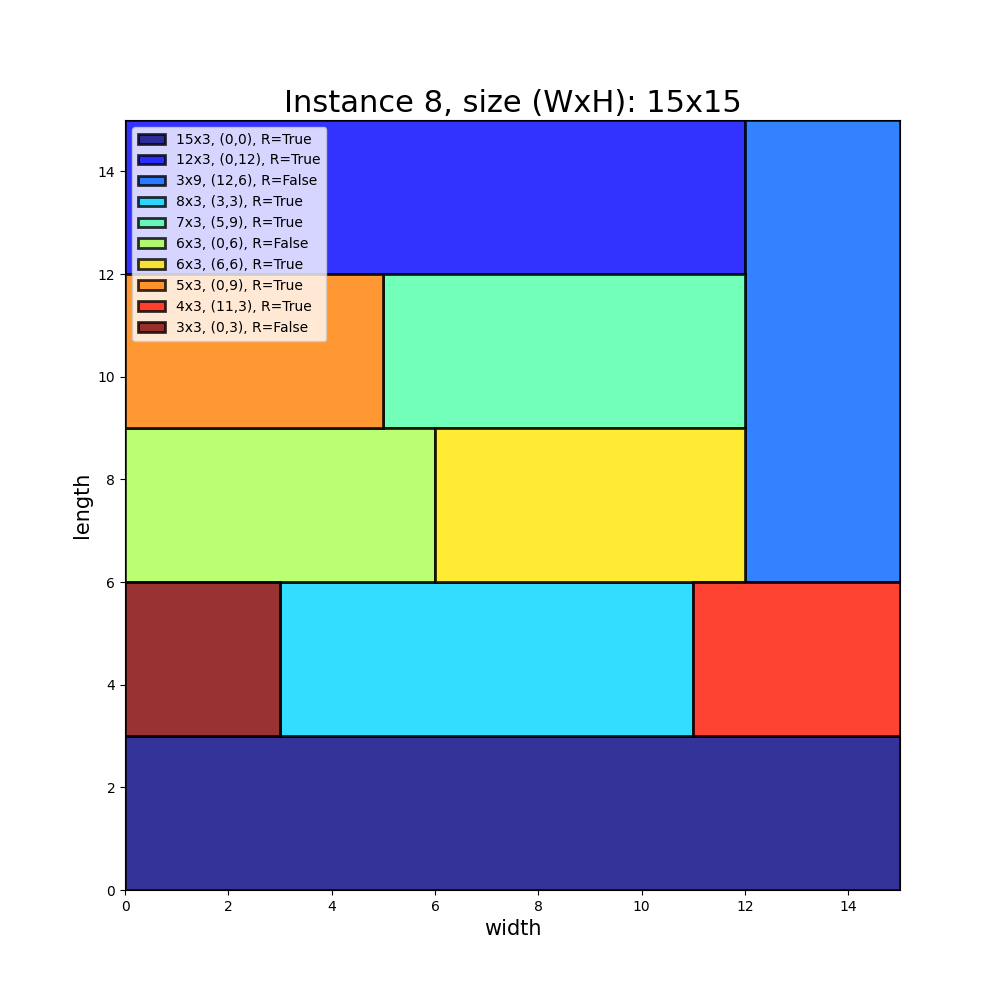 Instance 8, size (WxH): 15x15
15x3, (0,0), R=True
12x3, (0,12), R=True
3x9, (12,6), R=False
8x3, (3,3), R=True
7x3, (5,9), R=True
6x3, (0,6), R=False
6x3, (6,6), R=True
5x3, (0,9), R=True
4x3, (11,3), R=True
3x3, (0,3), R=False
14
12
10
8
6
4
2
0
length
0 2 4 6 8 10 12 14
width